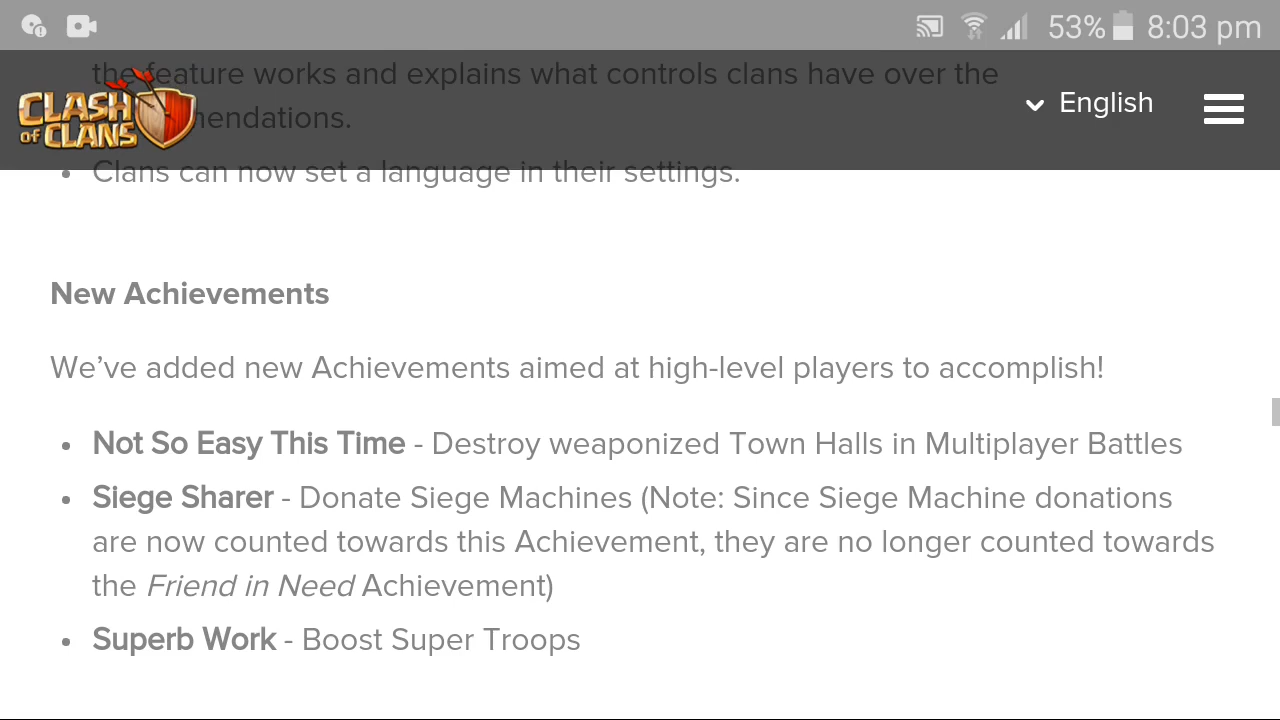 53% 8:03 pm
the feature works and explains what controls clans have over the
CLASH
of CLANS
English
mendations.
• Clans can now set a language in their settings.
New Achievements
We’ve added new Achievements aimed at high-level players to accomplish!
• Not So Easy This Time - Destroy weaponized Town Halls in Multiplayer Battles
• Siege Sharer - Donate Siege Machines (Note: Since Siege Machine donations
are now counted towards this Achievement, they are no longer counted towards
the Friend in Need Achievement)
• Superb Work - Boost Super Troops